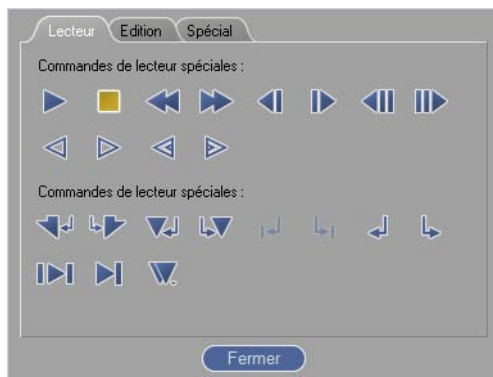 Lecteur Edition Spécial
Commandes de lecteur spéciales :
Commandes de lecteur spéciales :
Fermer